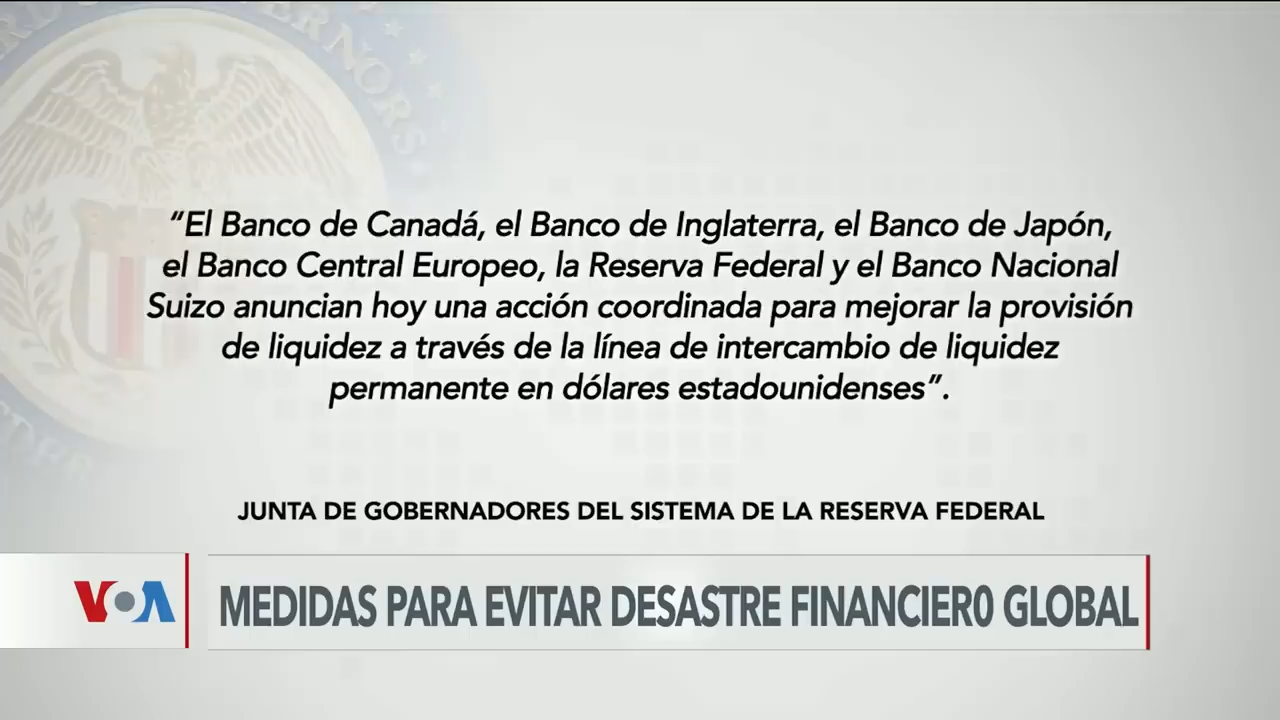 GOVERNORS
“El Banco de Canadá, el Banco de Inglaterra, el Banco de Japón,
el Banco Central Europeo, la Reserva Federal y el Banco Nacional
Suizo anuncian hoy una acción coordinada para mejorar la provisión
de liquidez a través de la línea de intercambio de liquidez
permanente en dólares estadounidenses”.
JUNTA DE GOBERNADORES DEL SISTEMA DE LA RESERVA FEDERAL
VOA
MEDIDAS PARA EVITAR DESASTRE FINANCIER0 GLOBAL